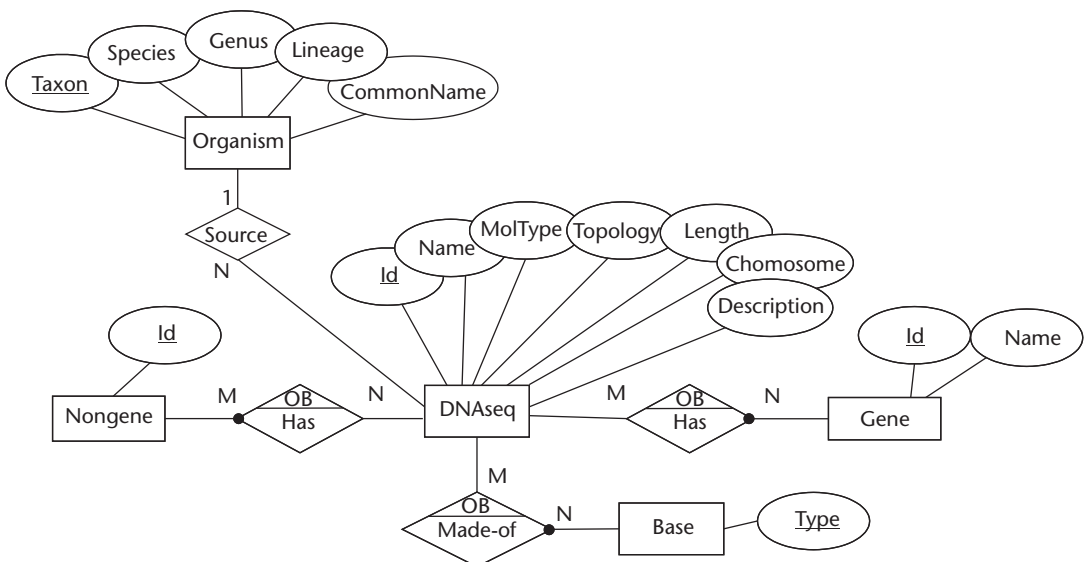 Genus
Species
Lineage
Taxon
CommonName
Organism
1
Source
N
MolType
Topology
Length
Name
Chomosome
Id
Description
Id
Id
Name
M
OB
Has
N
DNAseq
M
OB
Has
N
Nongene
Gene
M
OB
Made-of
N
Base
Type